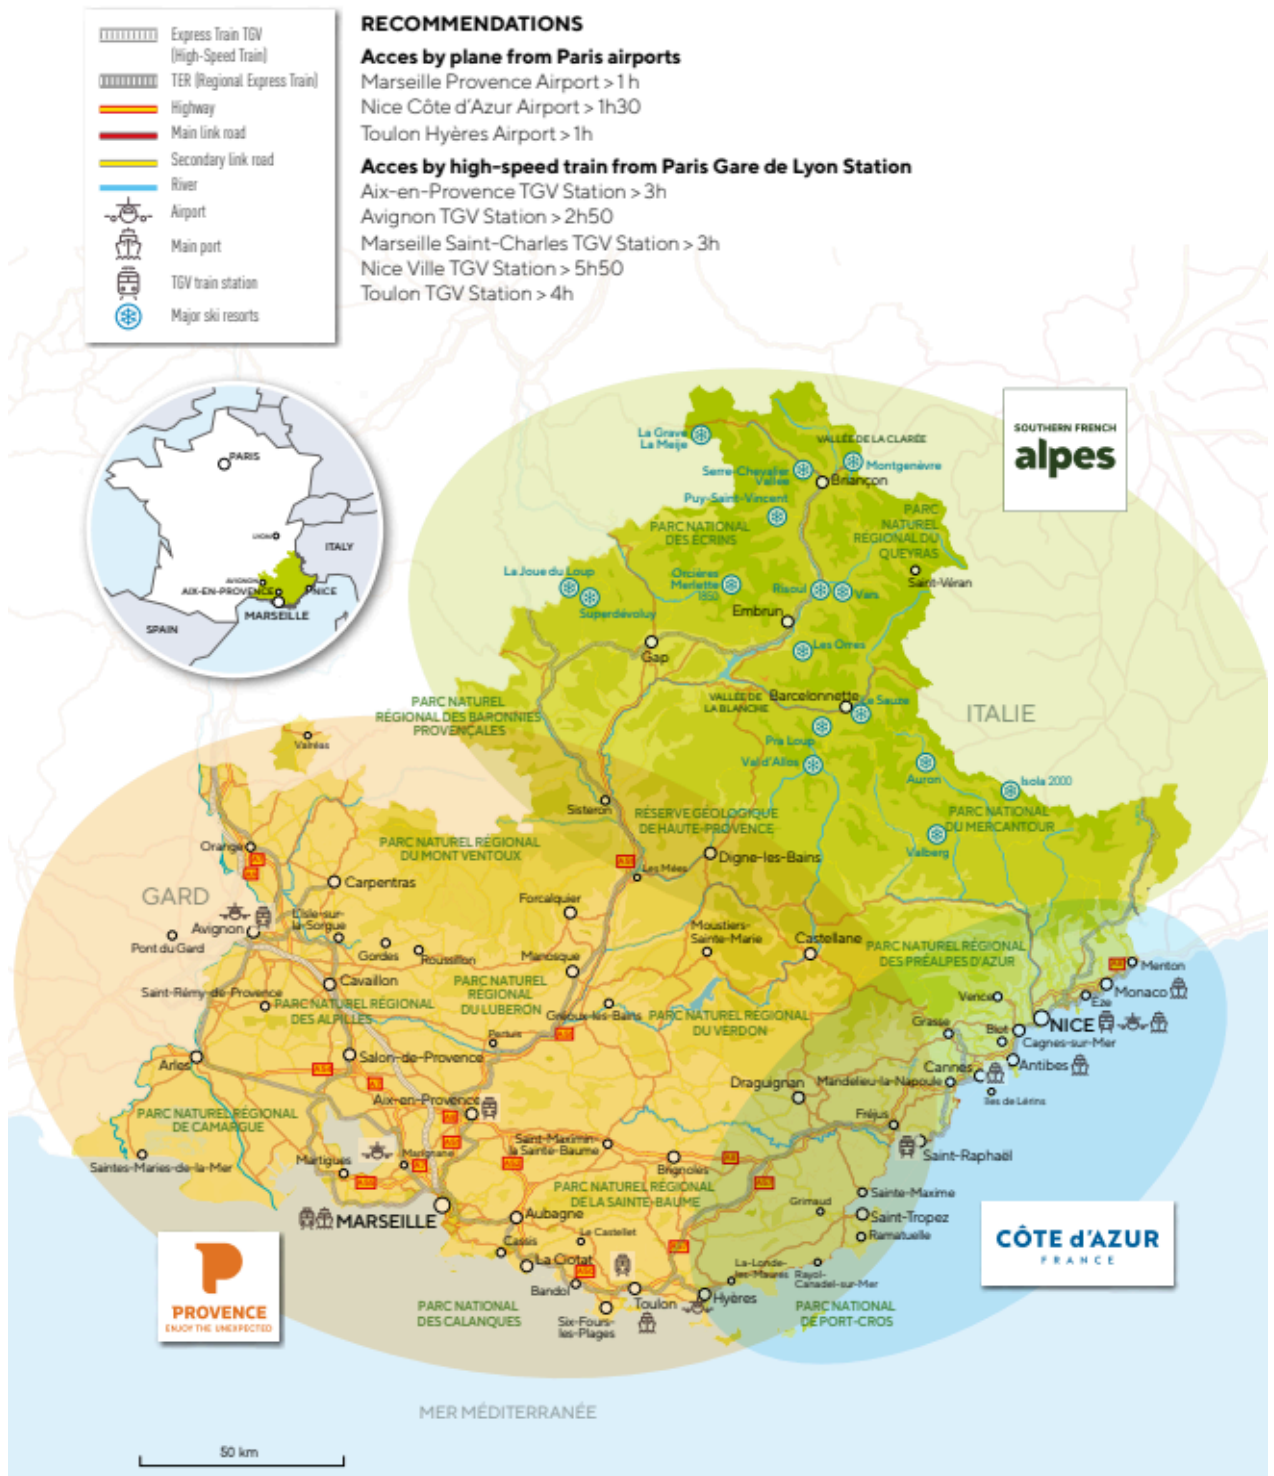 Express Train TGV
(High-Speed Train)
TER (Regional Express Train)
Highway
Main link road
Secondary link road
River
Airport
Main port
TGV train station
Major ski resorts
RECOMMENDATIONS
Acces by plane from Paris airports
Marseille Provence Airport > 1 h
Nice Côte d'Azur Airport > 1h30
Toulon Hyères Airport > 1h
Acces by high-speed train from Paris Gare de Lyon Station
Aix-en-Provence TGV Station > 3h
Avignon TGV Station > 2h50
Marseille Saint-Charles TGV Station > 3h
Nice Ville TGV Station > 5h50
Toulon TGV Station > 4h
PARIS
LYON
ITALY
AVIGNON
AIX-EN-PROVENCE
NICE
MARSEILLE
SPAIN
SOUTHERN FRENCH
alpes
La Grave
La Meije
VALLÉE DE LA CLARÉE
Serre-Chevalier
Vallée
Montgenèvre
Briançon
Puy-Saint-Vincent
PARC NATIONAL
DES ÉCRINS
PARC
NATUREL
RÉGIONAL DU
QUEYRAS
La Joue du Loup
Superdévoluy
Orcières
Merlette
1850
Risoul
Vars
Saint-Véran
Embrun
Gap
Les Orres
VALLÉE DE
LA BLANCHE
Barcelonnette
Le Sauze
ITALIE
PARC NATUREL
RÉGIONAL DES BARONNIES
PROVENÇALES
Pra Loup
Val d'Allos
Auron
Isola 2000
Valréas
Sisteron
RÉSERVE GÉOLOGIQUE
DE HAUTE-PROVENCE
PARC NATIONAL
DU MERCANTOUR
Valberg
PARC NATUREL RÉGIONAL
DU MONT VENTOUX
Orange
A7
Digne-les-Bains
Les Mées
Carpentras
GARD
Forcalquier
Avignon
L'Isle-sur-
la-Sorgue
Pont du Gard
Gordes
Roussillon
Moustiers-
Sainte-Marie
Castellane
PARC NATUREL RÉGIONAL
DES PRÉALPES D'AZUR
Manosque
Menton
Cavaillon
PARC NATUREL
RÉGIONAL
DU LUBERON
Monaco
Eze
Vence
Saint-Rémy-de-Provence
PARC NATUREL RÉGIONAL
DES ALPILLES
Gréoux-les-Bains
PARC NATUREL RÉGIONAL
DU VERDON
NICE
Grasse
Biot
Cagnes-sur-Mer
Pertuis
Arles
Salon-de-Provence
Antibes
Cannes
Mandelieu-la-Napoule
Draguignan
Îles de Lérins
Aix-en-Provence
PARC NATUREL RÉGIONAL
DE CAMARGUE
Fréjus
Saint-Raphaël
Saint-Maximin-
la Sainte-Baume
Brignoles
Saintes-Maries-de-la-Mer
Martigues
Marignane
PARC NATUREL RÉGIONAL
DE LA SAINTE-BAUME
Sainte-Maxime
Grimaud
Saint-Tropez
Ramatuelle
MARSEILLE
Aubagne
Cassis
Le Castellet
La Ciotat
La-Londe-
les-Maures
Rayol-
Canadel-sur-Mer
Bandol
Toulon
Hyères
Six-Fours-
les-Plages
PARC NATIONAL
DES CALANQUES
PARC NATIONAL
DE PORT-CROS
CÔTE d'AZUR
FRANCE
PROVENCE
ENJOY THE UNEXPECTED
MER MÉDITERRANÉE
50 km